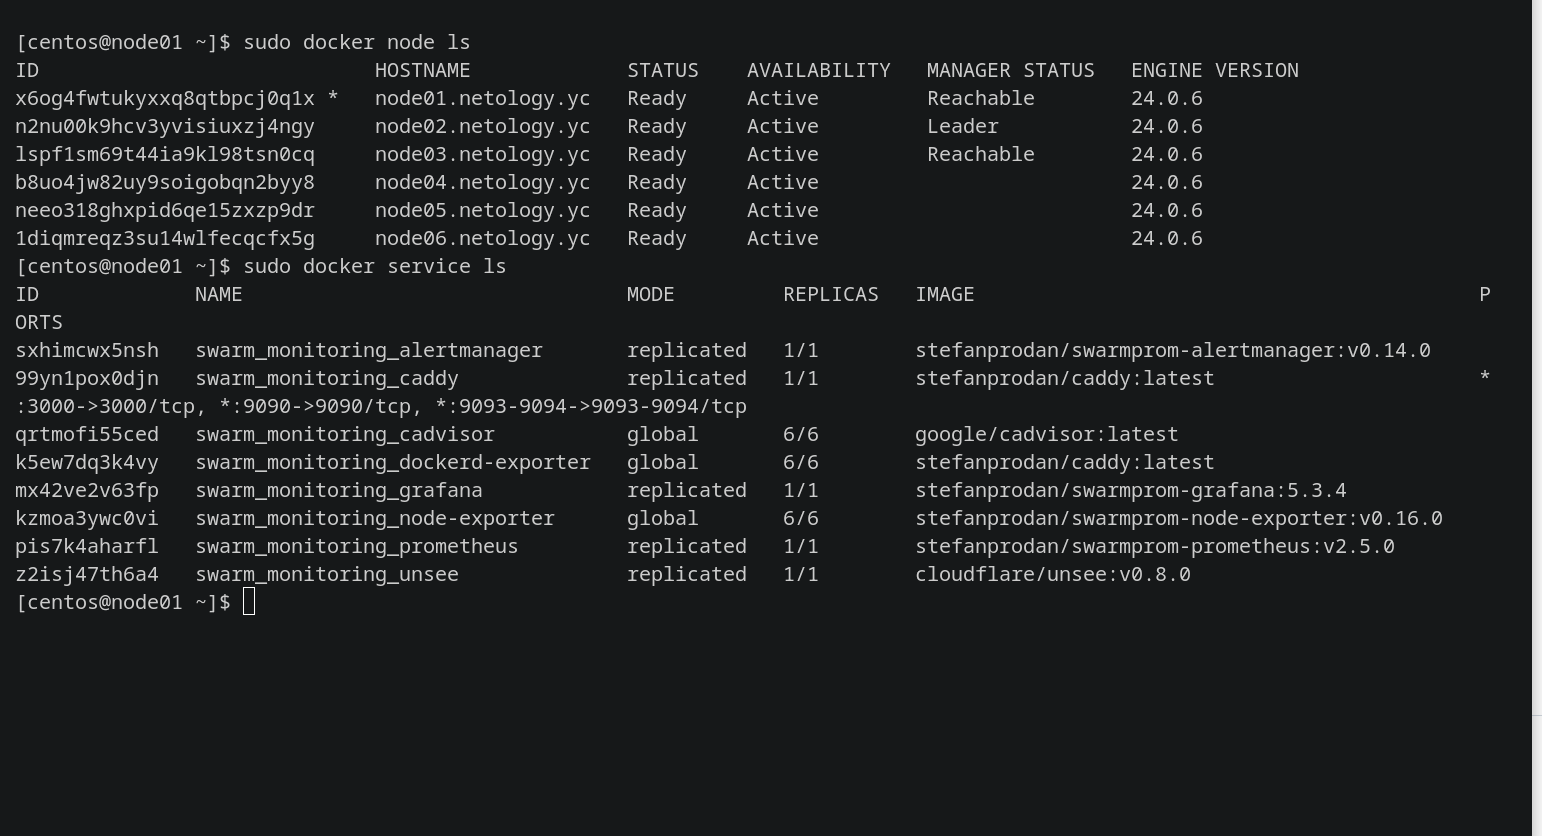 [centos@node01 ~]$ sudo docker node ls
ID                            HOSTNAME             STATUS    AVAILABILITY   MANAGER STATUS   ENGINE VERSION
x6og4fwtukyxxq8qtbpcj0q1x *   node01.netology.yc   Ready     Active         Reachable        24.0.6
n2nu00k9hcv3yvisiuxzj4ngy     node02.netology.yc   Ready     Active         Leader           24.0.6
lspf1sm69t44ia9kl98tsn0cq     node03.netology.yc   Ready     Active         Reachable        24.0.6
b8uo4jw82uy9soigobqn2byy8     node04.netology.yc   Ready     Active                          24.0.6
neeo318ghxpid6qe15zxzp9dr     node05.netology.yc   Ready     Active                          24.0.6
1diqmreqz3su14wlfecqcfx5g     node06.netology.yc   Ready     Active                          24.0.6
[centos@node01 ~]$ sudo docker service ls
ID             NAME                                MODE         REPLICAS   IMAGE                                          P
ORTS
sxhimcwx5nsh   swarm_monitoring_alertmanager       replicated   1/1        stefanprodan/swarmprom-alertmanager:v0.14.0
99yn1pox0djn   swarm_monitoring_caddy              replicated   1/1        stefanprodan/caddy:latest                      *
:3000->3000/tcp, *:9090->9090/tcp, *:9093-9094->9093-9094/tcp
qrtmofi55ced   swarm_monitoring_cadvisor           global       6/6        google/cadvisor:latest
k5ew7dq3k4vy   swarm_monitoring_dockerd-exporter   global       6/6        stefanprodan/caddy:latest
mx42ve2v63fp   swarm_monitoring_grafana            replicated   1/1        stefanprodan/swarmprom-grafana:5.3.4
kzmoa3ywc0vi   swarm_monitoring_node-exporter      global       6/6        stefanprodan/swarmprom-node-exporter:v0.16.0
pis7k4aharfl   swarm_monitoring_prometheus         replicated   1/1        stefanprodan/swarmprom-prometheus:v2.5.0
z2isj47th6a4   swarm_monitoring_unsee              replicated   1/1        cloudflare/unsee:v0.8.0
[centos@node01 ~]$